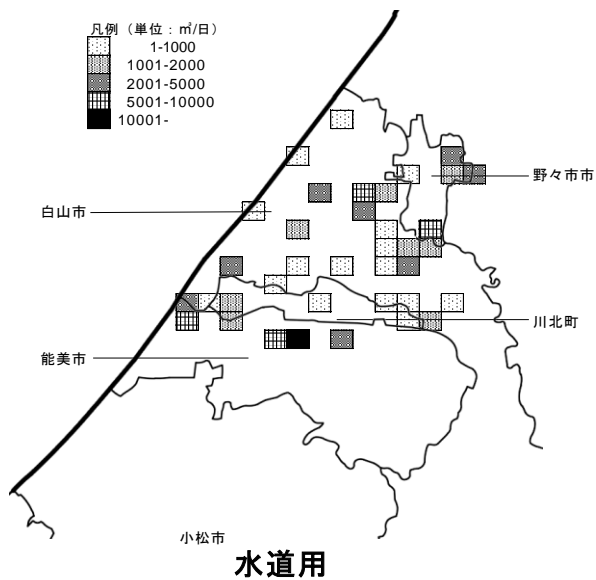 凡例（単位：㎥/日）
1-1000
1001-2000
2001-5000
5001-10000
10001-
野々市市
白山市
川北町
能美市
小松市
水道用